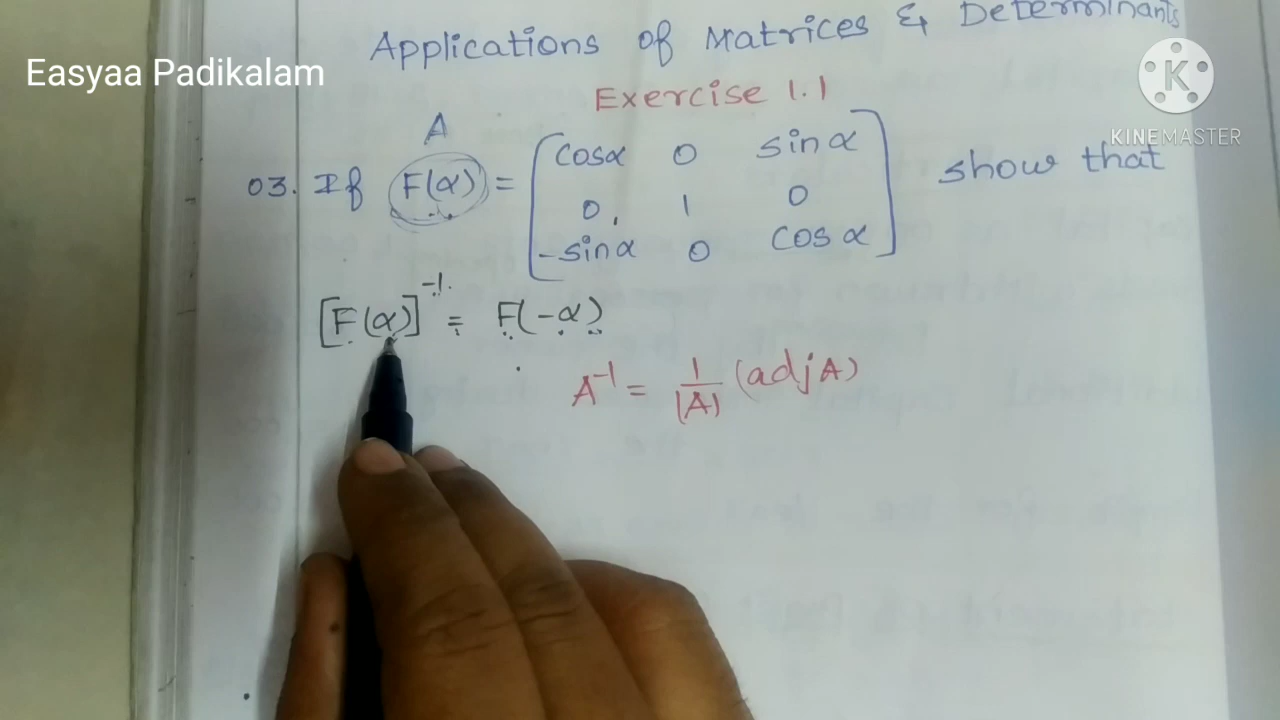 Applications of Matrices & Determinants
Easyaa Padikalam
Exercise 1.1
K
KINEMASTER
A
03. If F(α) = [cosα 0 sinα
0, 1 0
-sinα 0 cosα] show that
[F(α)]⁻¹ = F(-α)
A⁻¹ = 1/|A| (adj A)